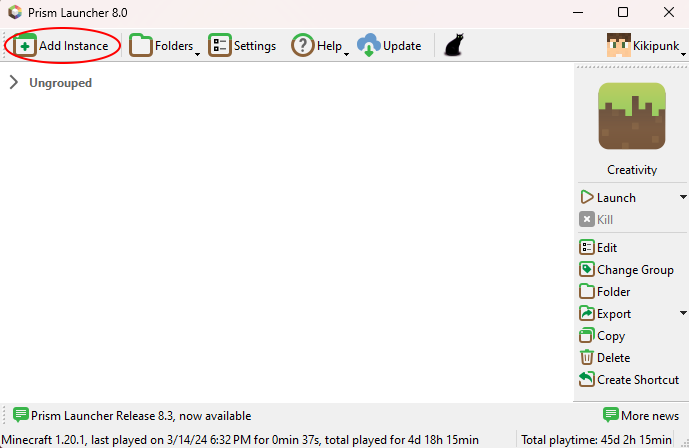 Prism Launcher 8.0
Add Instance Folders Settings Help Update Kikipunk
Ungrouped
Creativity
Launch
Kill
Edit
Change Group
Folder
Export
Copy
Delete
Create Shortcut
Prism Launcher Release 8.3, now available More news
Minecraft 1.20.1, last played on 3/14/24 6:32 PM for 0min 37s, total played for 4d 18h 15min Total playtime: 45d 2h 15min